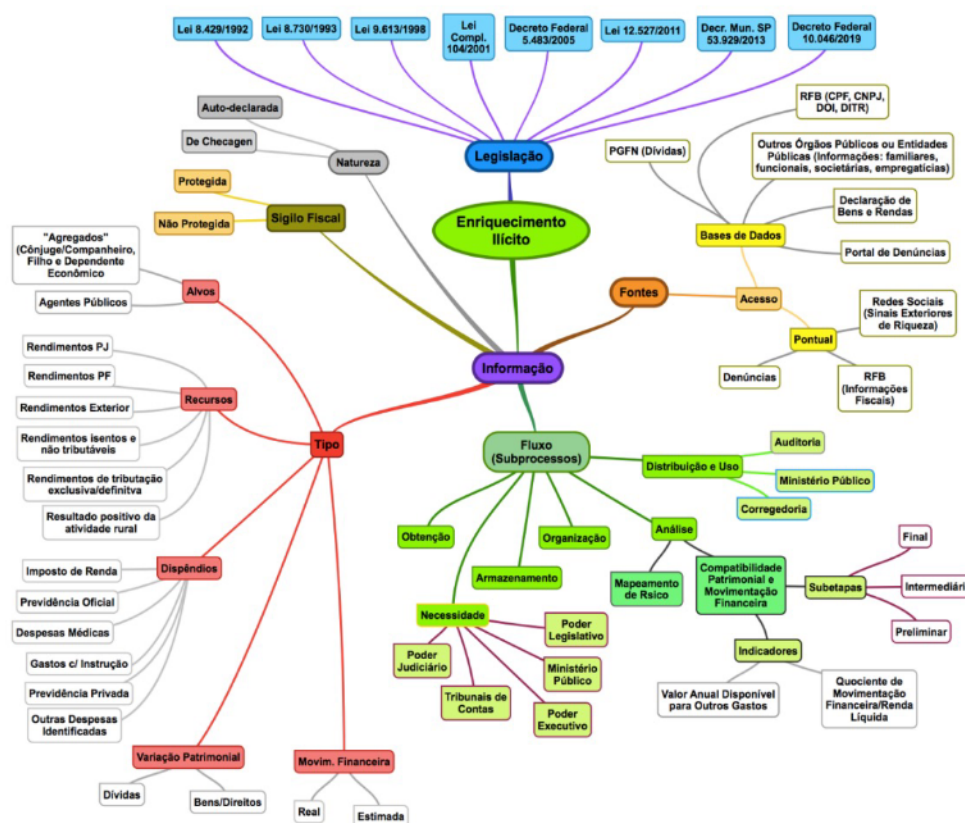 Lei 8.429/1992
Lei 8.730/1993
Lei 9.613/1998
Lei
Compl.
104/2001
Decreto Federal
5.483/2005
Lei 12.527/2011
Decr. Mun. SP
53.929/2013
Decreto Federal
10.046/2019
Legislação
Enriquecimento
Ilícito
Auto-declarada
De Checagen
Natureza
Protegida
Não Protegida
Sigilo Fiscal
RFB (CPF, CNPJ,
DOI, DITR)
PGFN (Dívidas)
Outros Órgãos Públicos ou Entidades
Públicas (Informações: familiares,
funcionais, societárias, empregatícias)
Declaração de
Bens e Rendas
Bases de Dados
Portal de Denúncias
Fontes
Acesso
Redes Sociais
(Sinais Exteriores
de Riqueza)
Pontual
Denúncias
RFB
(Informações
Fiscais)
Informação
"Agregados"
(Cônjuge/Companheiro,
Filho e Dependente
Econômico
Alvos
Agentes Públicos
Rendimentos PJ
Rendimentos PF
Recursos
Rendimentos Exterior
Rendimentos isentos e
não tributáveis
Rendimentos de tributação
exclusiva/definitva
Resultado positivo da
atividade rural
Tipo
Dispêndios
Imposto de Renda
Previdência Oficial
Despesas Médicas
Gastos c/ Instrução
Previdência Privada
Outras Despesas
Identificadas
Variação Patrimonial
Dívidas
Bens/Direitos
Movim. Financeira
Real
Estimada
Fluxo
(Subprocessos)
Distribuição e Uso
Auditoria
Ministério Público
Corregedoria
Obtenção
Organização
Armazenamento
Análise
Mapeamento
de Rsico
Compatibilidade
Patrimonial e
Movimentação
Financeira
Subetapas
Final
Intermediári
Preliminar
Indicadores
Valor Anual Disponível
para Outros Gastos
Quociente de
Movimentação
Financeira/Renda
Líquida
Necessidade
Poder
Judiciário
Tribunais de
Contas
Poder
Executivo
Ministério
Público
Poder
Legislativo